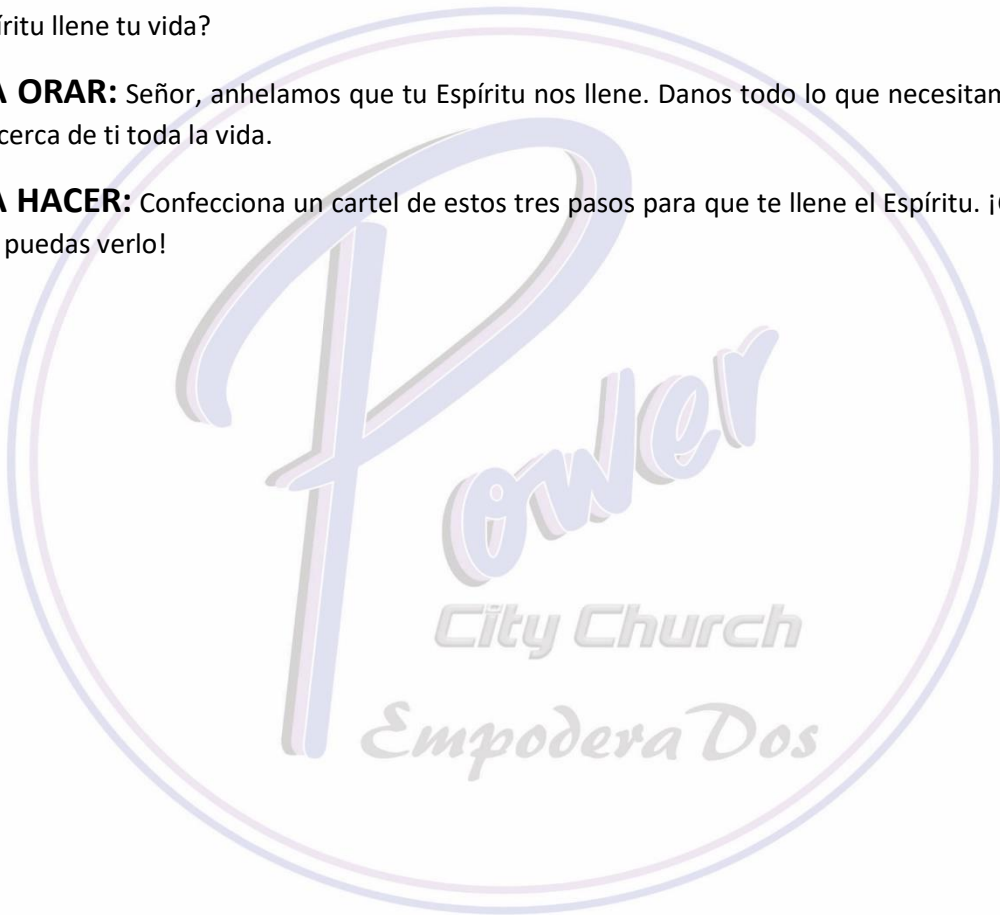 íritu llene tu vida?
A ORAR: Señor, anhelamos que tu Espíritu nos llene. Danos todo lo que necesitam
cerca de ti toda la vida.
A HACER: Confecciona un cartel de estos tres pasos para que te llene el Espíritu. ¡
puedas verlo!
Power
City Church
EmpoderaDos